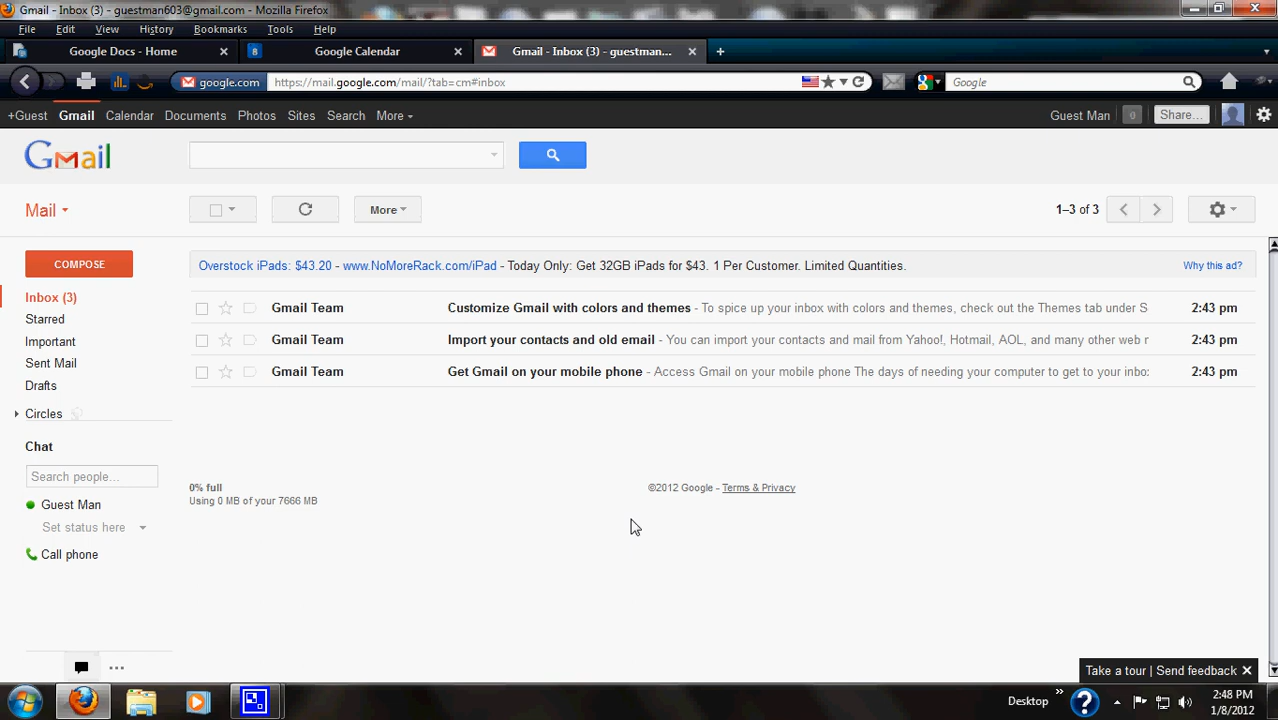 Gmail - Inbox (3) - guestman603@gmail.com - Mozilla Firefox
File Edit View History Bookmarks Tools Help
Google Docs - Home Google Calendar Gmail - Inbox (3) - guestman...
google.com https://mail.google.com/mail/?tab=cm#inbox Google
+Guest Gmail Calendar Documents Photos Sites Search More Guest Man 0 Share...
Gmail
Mail More 1–3 of 3
COMPOSE
Overstock iPads: $43.20 - www.NoMoreRack.com/iPad - Today Only: Get 32GB iPads for $43. 1 Per Customer. Limited Quantities. Why this ad?
Inbox (3)
Gmail Team Customize Gmail with colors and themes - To spice up your inbox with colors and themes, check out the Themes tab under S 2:43 pm
Starred
Important
Gmail Team Import your contacts and old email - You can import your contacts and mail from Yahoo!, Hotmail, AOL, and many other web 2:43 pm
Sent Mail
Gmail Team Get Gmail on your mobile phone - Access Gmail on your mobile phone The days of needing your computer to get to your inbo 2:43 pm
Drafts
Circles
Chat
Search people...
0% full
Using 0 MB of your 7666 MB
©2012 Google - Terms & Privacy
Guest Man
Set status here
Call phone
Take a tour | Send feedback
Desktop
2:48 PM
1/8/2012